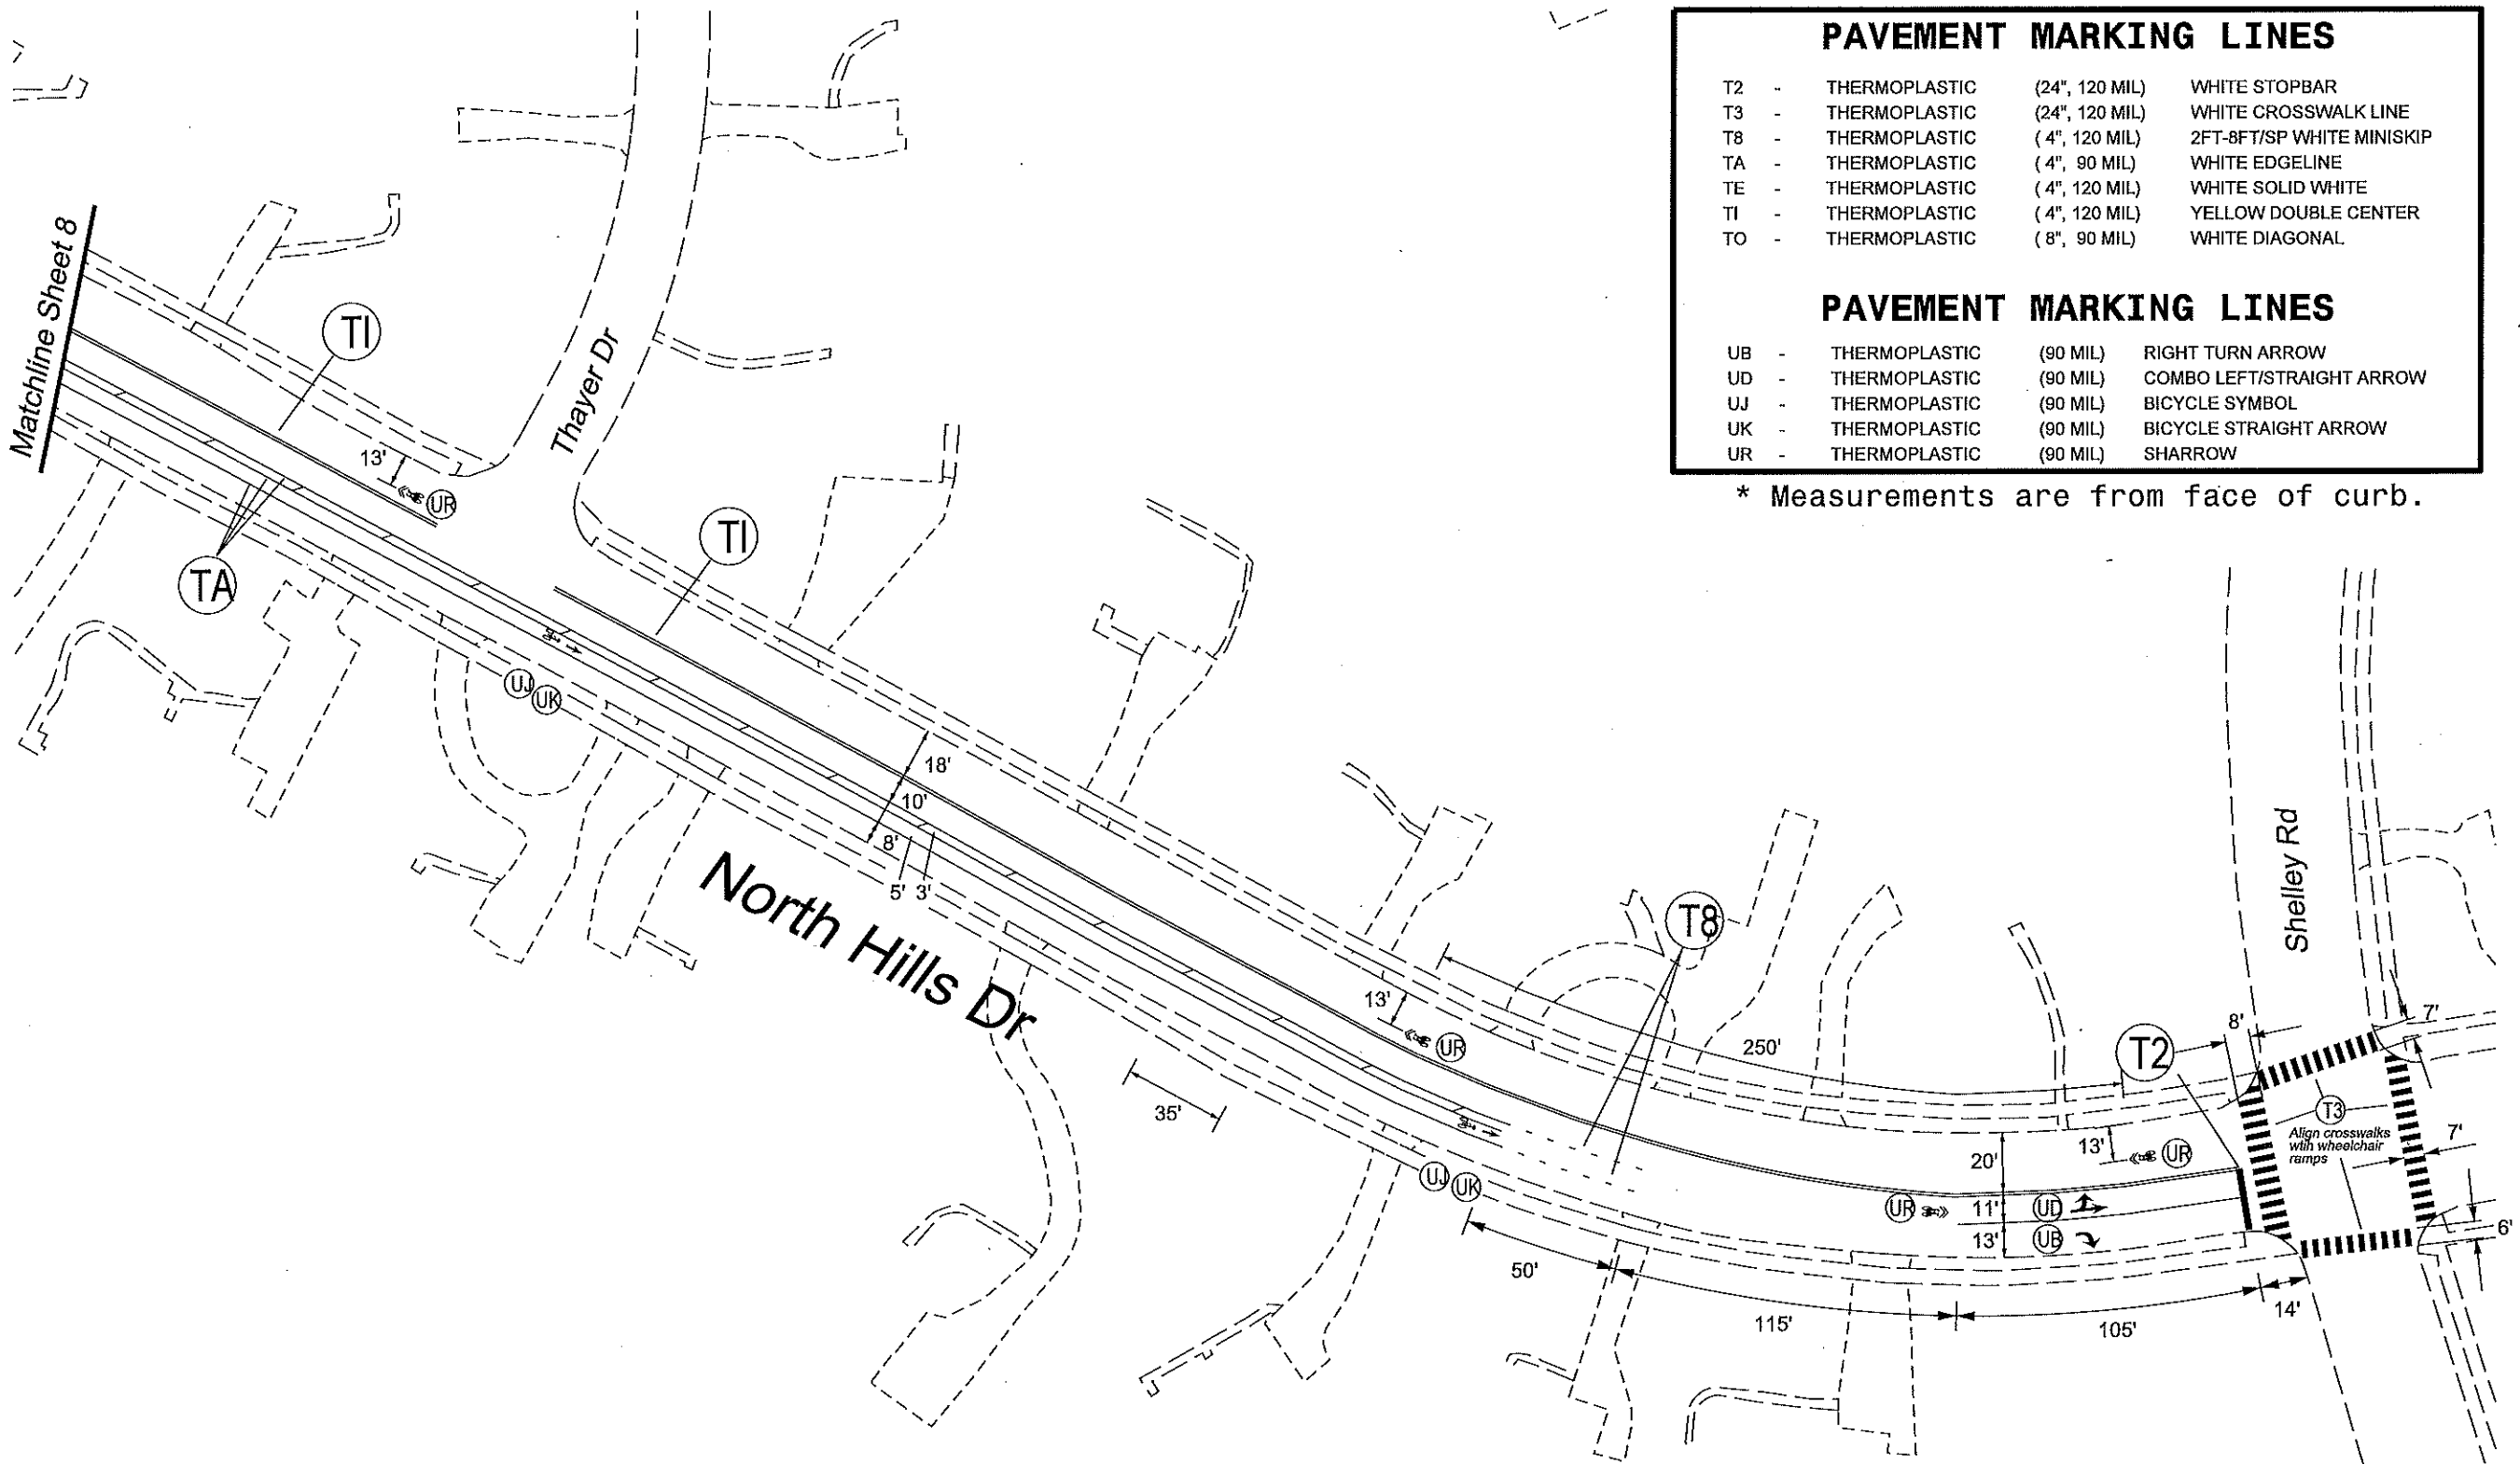 PAVEMENT MARKING LINES
T2 - THERMOPLASTIC (24", 120 MIL) WHITE STOPBAR
T3 - THERMOPLASTIC (24", 120 MIL) WHITE CROSSWALK LINE
T8 - THERMOPLASTIC ( 4", 120 MIL) 2FT-8FT/SP WHITE MINISKIP
TA - THERMOPLASTIC ( 4", 90 MIL) WHITE EDGELINE
TE - THERMOPLASTIC ( 4", 120 MIL) WHITE SOLID WHITE
TI - THERMOPLASTIC ( 4", 120 MIL) YELLOW DOUBLE CENTER
TO - THERMOPLASTIC ( 8", 90 MIL) WHITE DIAGONAL
PAVEMENT MARKING LINES
UB - THERMOPLASTIC (90 MIL) RIGHT TURN ARROW
UD - THERMOPLASTIC (90 MIL) COMBO LEFT/STRAIGHT ARROW
UJ - THERMOPLASTIC (90 MIL) BICYCLE SYMBOL
UK - THERMOPLASTIC (90 MIL) BICYCLE STRAIGHT ARROW
UR - THERMOPLASTIC (90 MIL) SHARROW
* Measurements are from face of curb.
Matchline Sheet 8
TI
Thayer Dr
13'
UR
TA
TI
UJ
UK
18'
10'
8'
5'
3'
North Hills Dr
35'
13'
UR
T8
250'
Shelley Rd
8'
7'
T2
T3
Align crosswalks
wtih wheelchair
ramps
7'
13'
UR
20'
UR
11'
UD
13'
UB
6'
UJ
UK
50'
115'
105'
14'